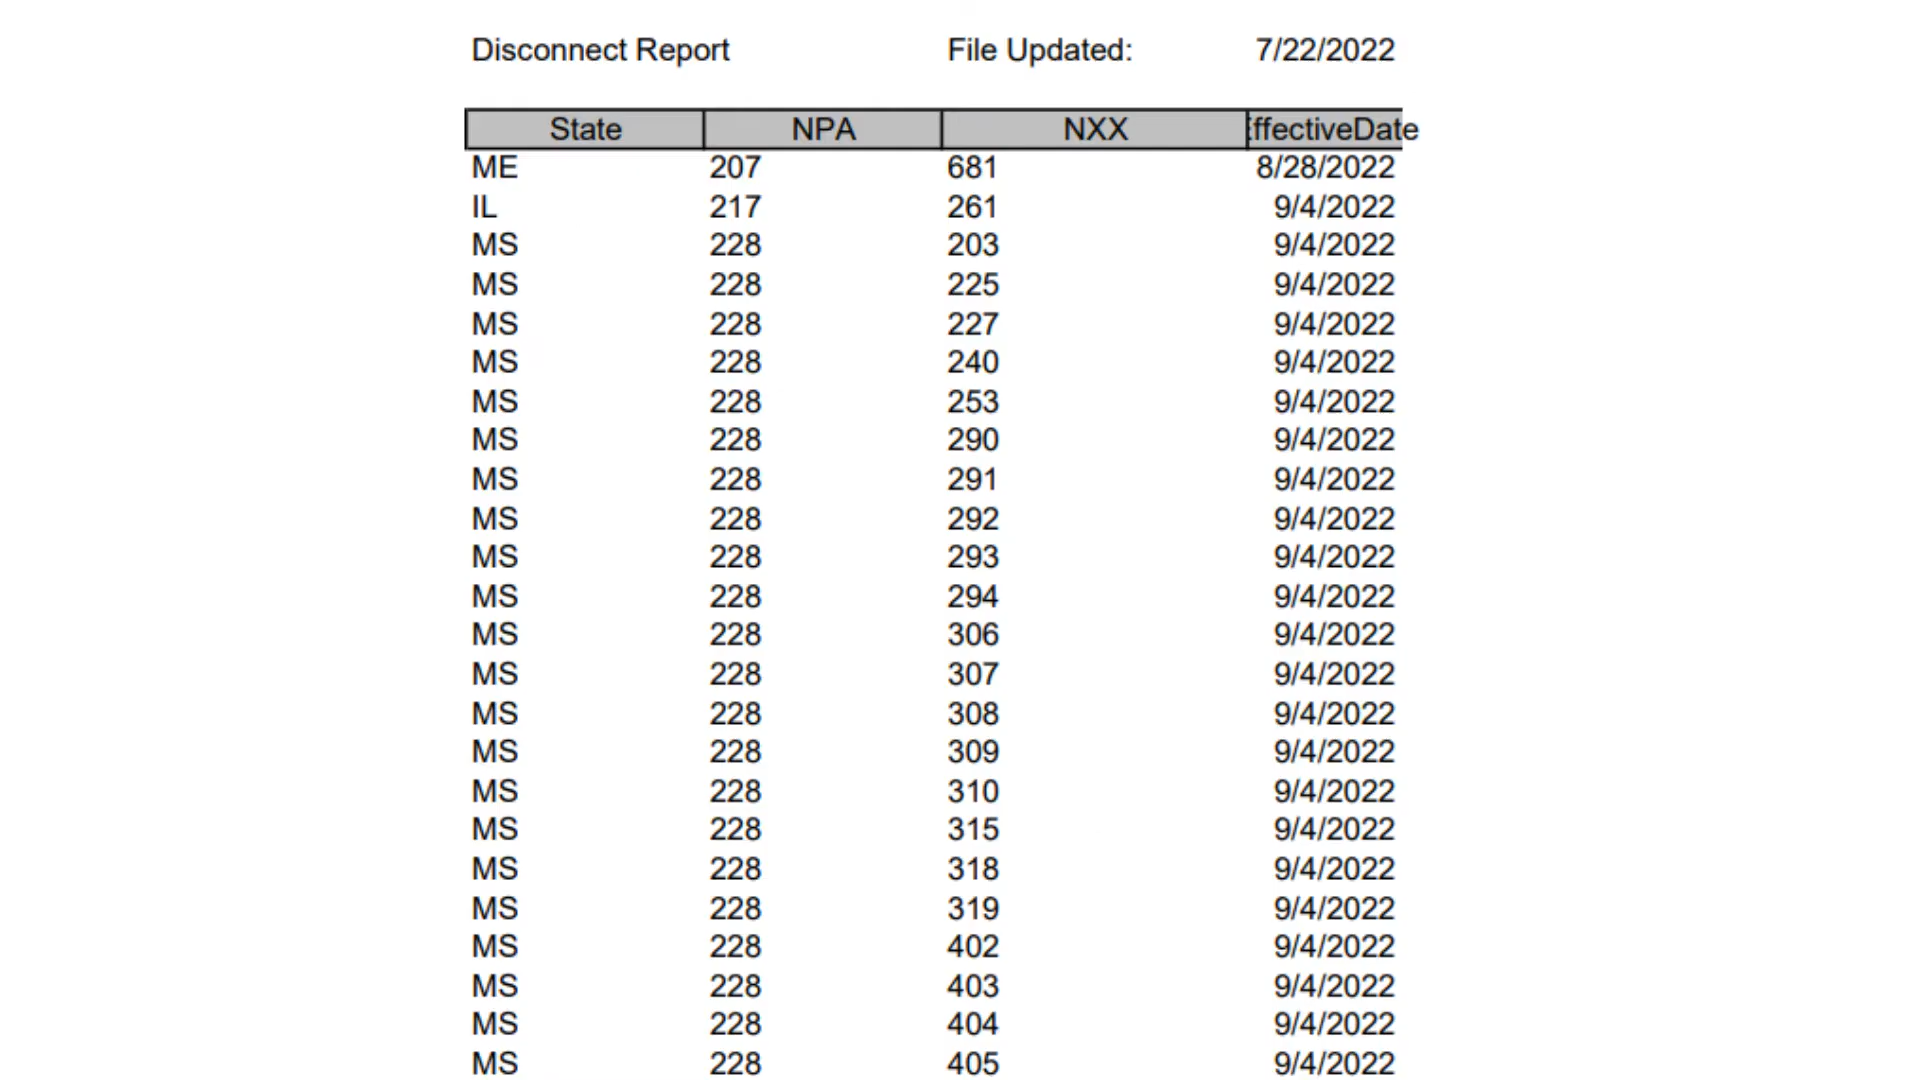 Disconnect Report File Updated: 7/22/2022
State NPA NXX ffectiveDate
ME 207 681 8/28/2022
IL 217 261 9/4/2022
MS 228 203 9/4/2022
MS 228 225 9/4/2022
MS 228 227 9/4/2022
MS 228 240 9/4/2022
MS 228 253 9/4/2022
MS 228 290 9/4/2022
MS 228 291 9/4/2022
MS 228 292 9/4/2022
MS 228 293 9/4/2022
MS 228 294 9/4/2022
MS 228 306 9/4/2022
MS 228 307 9/4/2022
MS 228 308 9/4/2022
MS 228 309 9/4/2022
MS 228 310 9/4/2022
MS 228 315 9/4/2022
MS 228 318 9/4/2022
MS 228 319 9/4/2022
MS 228 402 9/4/2022
MS 228 403 9/4/2022
MS 228 404 9/4/2022
MS 228 405 9/4/2022